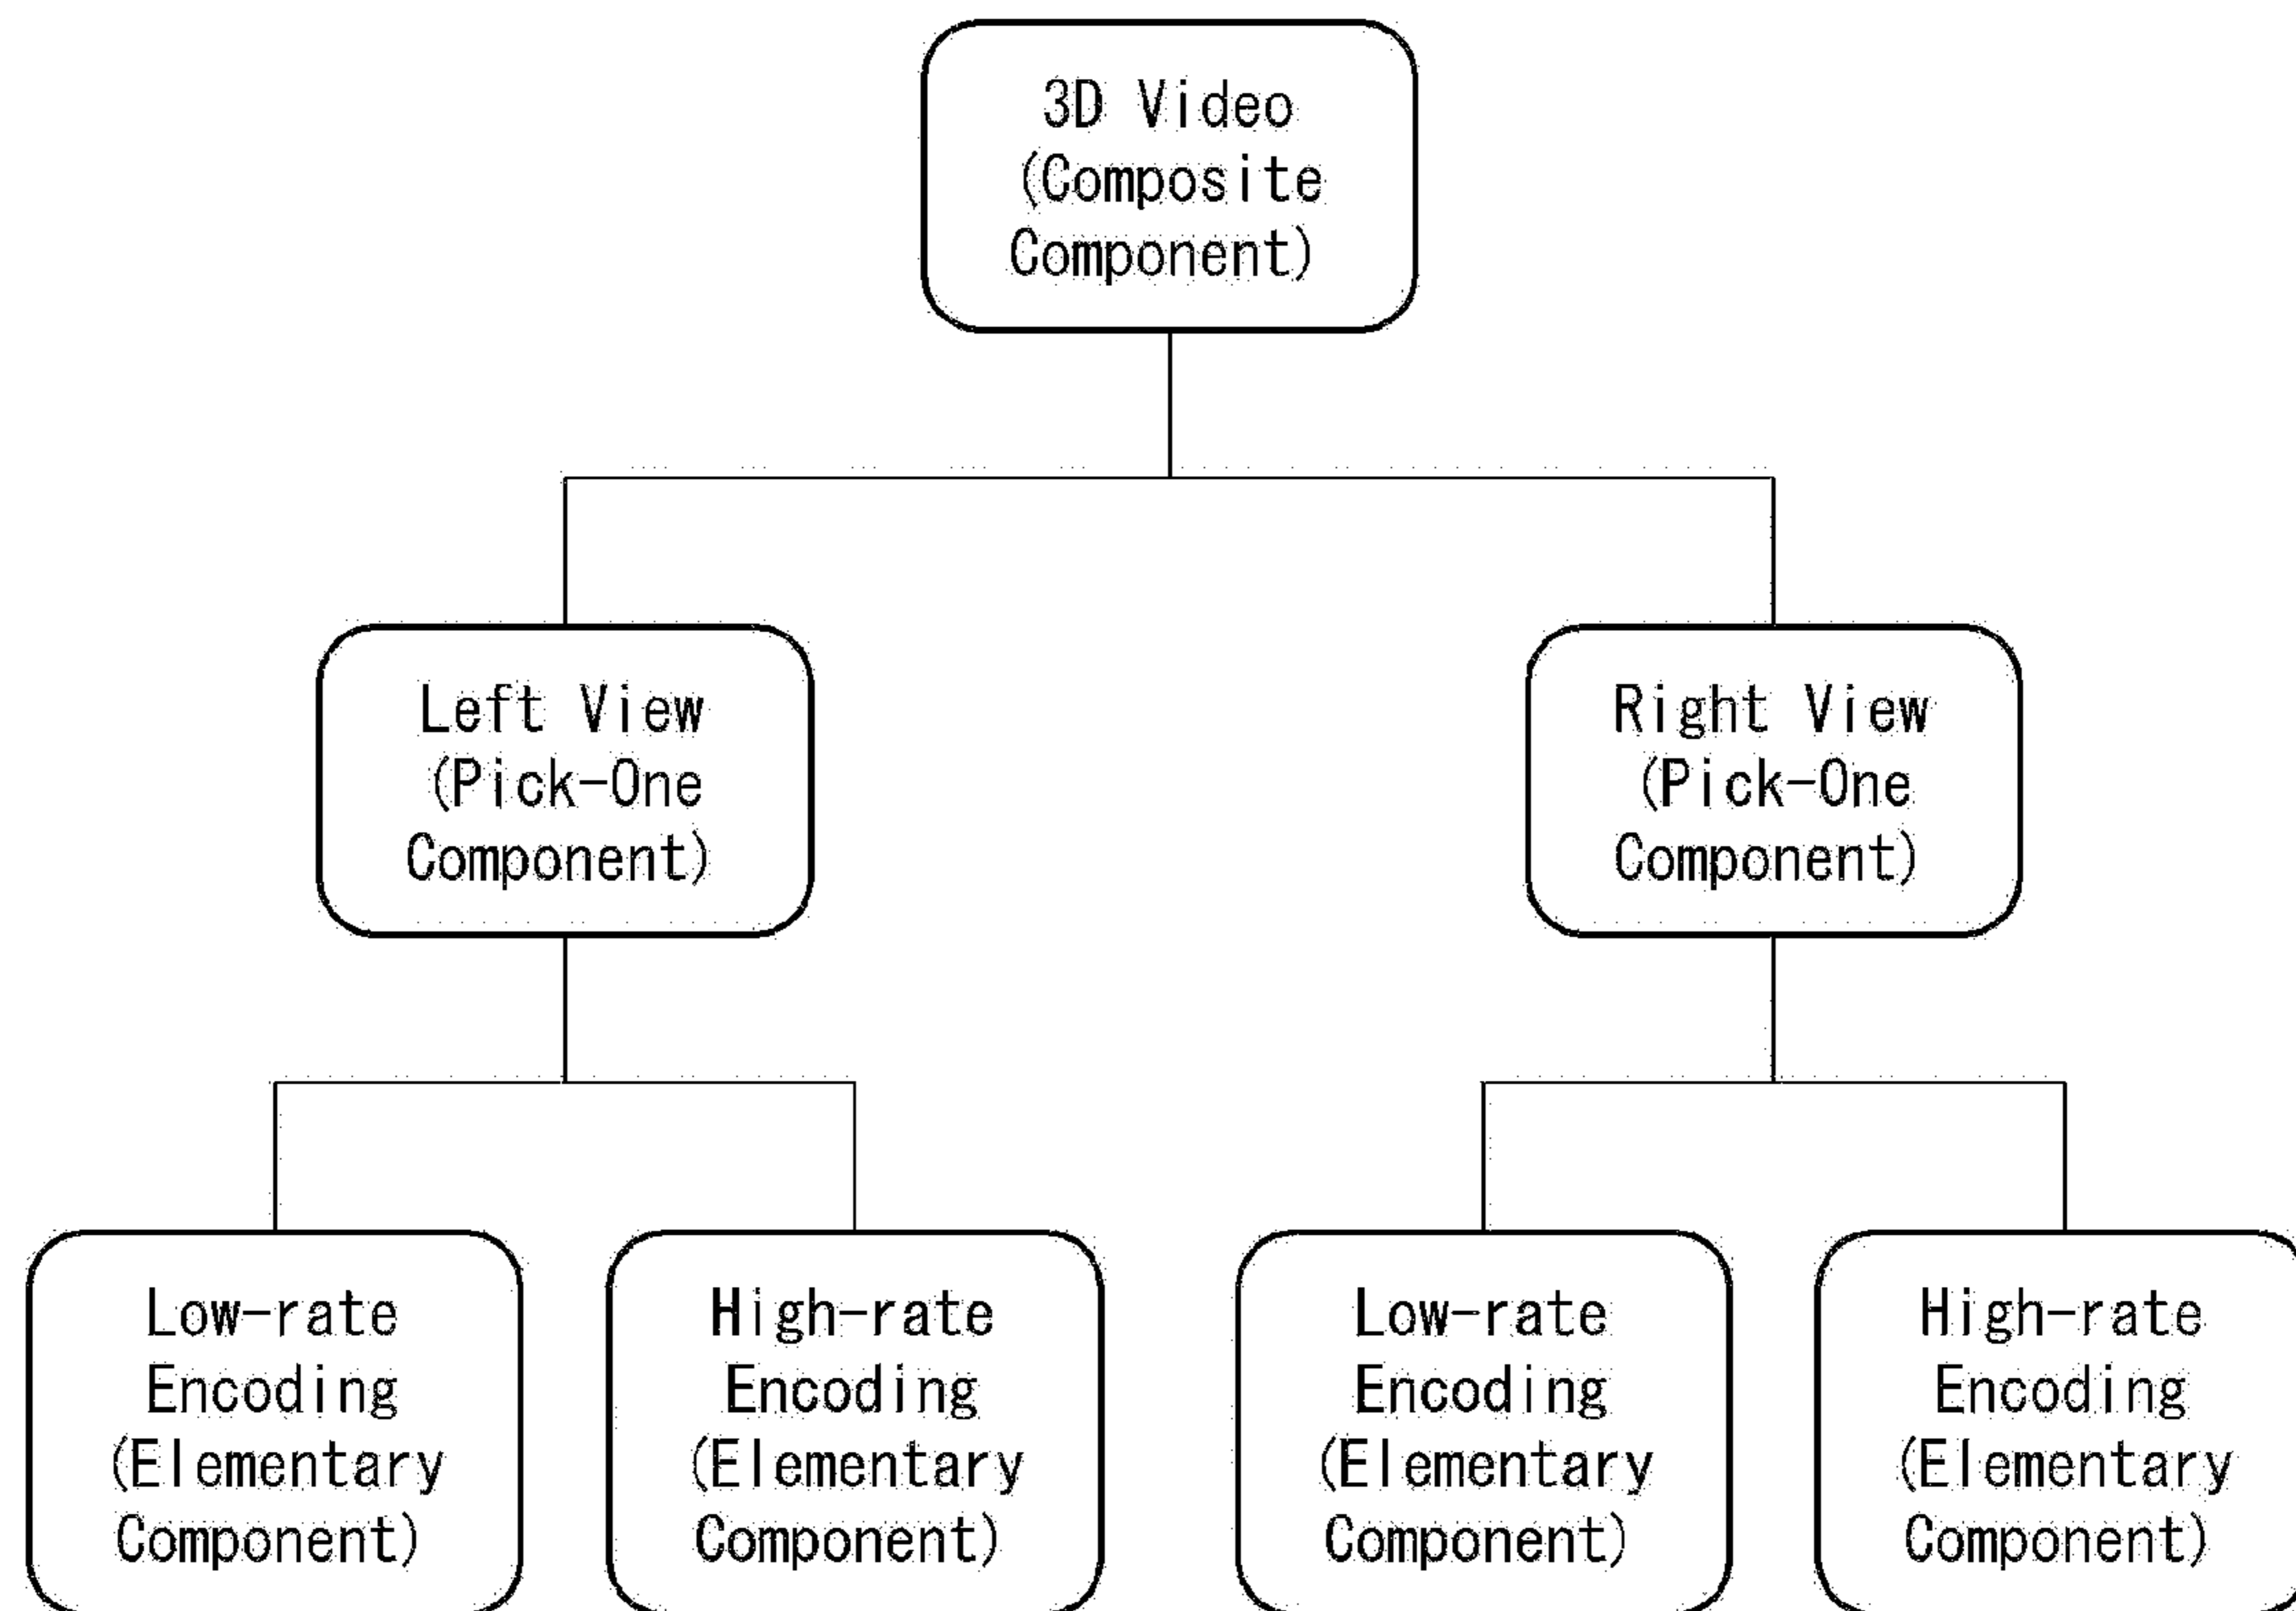 3D Video
(Composite
Component)
Left View
(Pick-One
Component)
Right View
(Pick-One
Component)
Low-rate
Encoding
(Elementary
Component)
High-rate
Encoding
(Elementary
Component)
Low-rate
Encoding
(Elementary
Component)
High-rate
Encoding
(Elementary
Component)